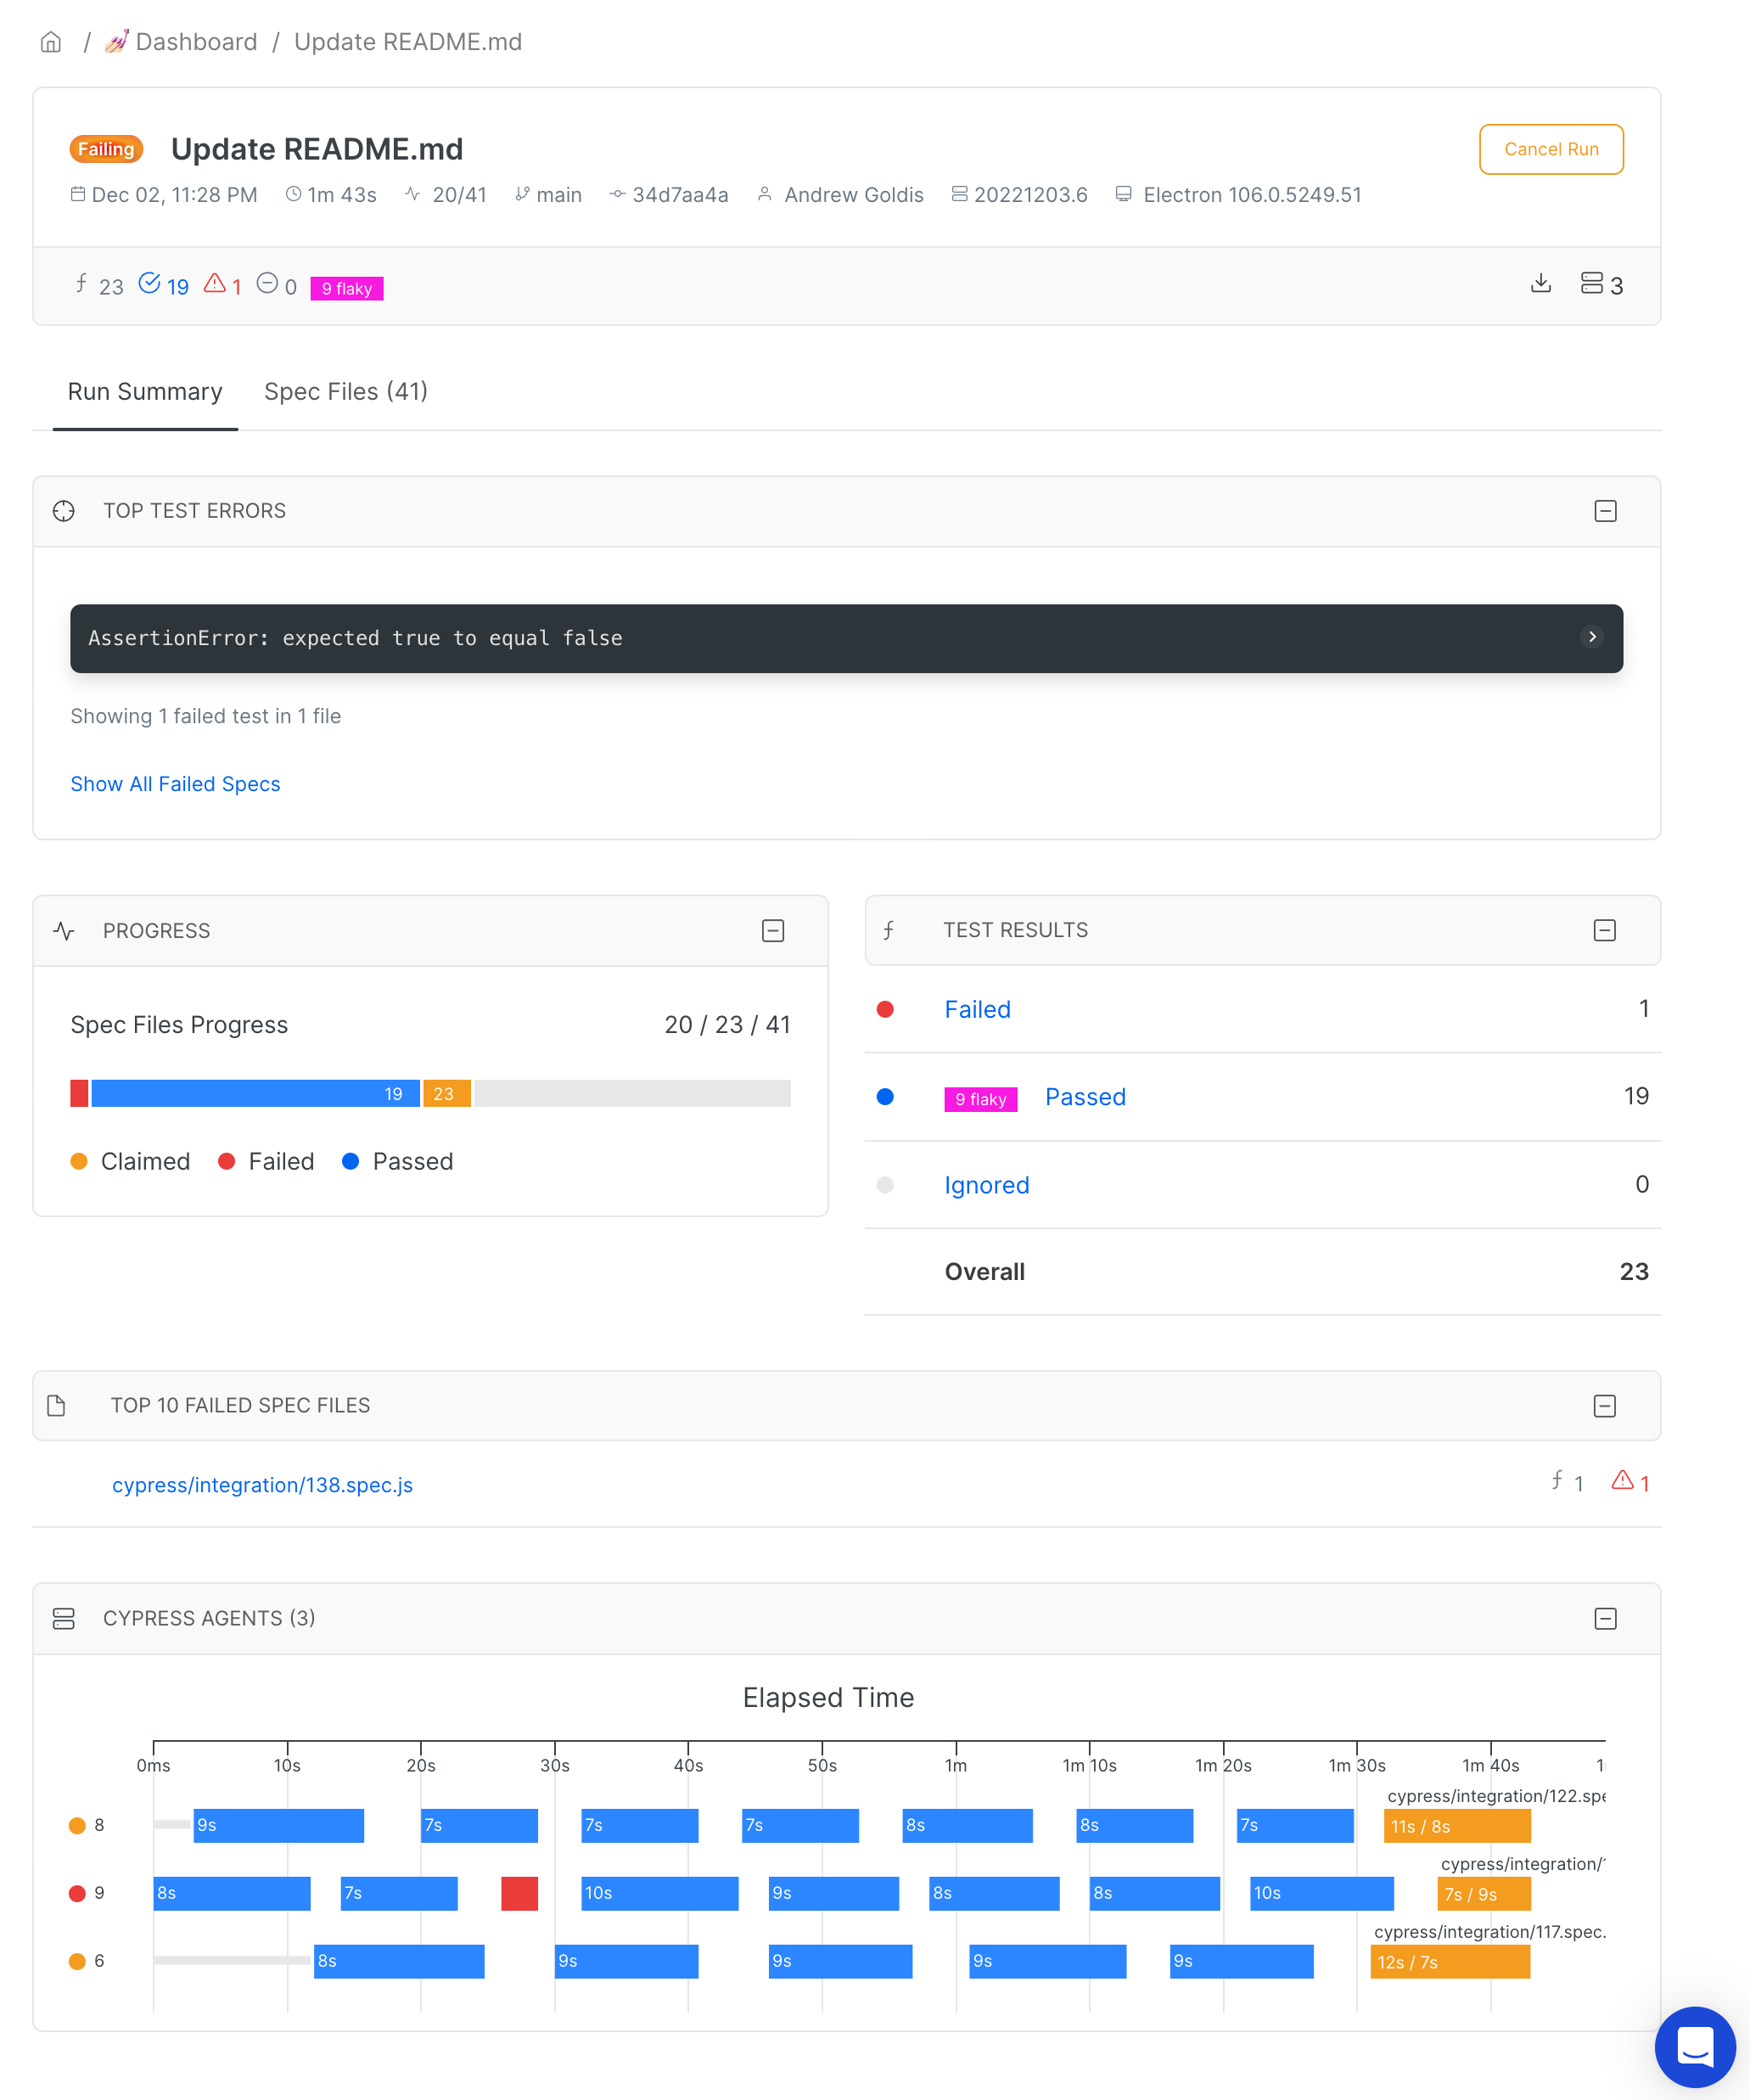 / 💅🏻 Dashboard / Update README.md
Failing Update README.md
Cancel Run
Dec 02, 11:28 PM 1m 43s 20/41 main 34d7aa4a Andrew Goldis 20221203.6 Electron 106.0.5249.51
23 19 1 0 9 flaky
3
Run Summary Spec Files (41)
TOP TEST ERRORS
AssertionError: expected true to equal false
Showing 1 failed test in 1 file
Show All Failed Specs
PROGRESS
Spec Files Progress 20 / 23 / 41
19 23
Claimed Failed Passed
TEST RESULTS
Failed 1
9 flaky Passed 19
Ignored 0
Overall 23
TOP 10 FAILED SPEC FILES
cypress/integration/138.spec.js 1 1
CYPRESS AGENTS (3)
Elapsed Time
0ms 10s 20s 30s 40s 50s 1m 1m 10s 1m 20s 1m 30s 1m 40s
cypress/integration/122.spe
8 9s 7s 7s 7s 8s 8s 7s 11s / 8s
cypress/integration/
9 8s 7s 10s 9s 8s 8s 10s 7s / 9s
cypress/integration/117.spec.
6 8s 9s 9s 9s 9s 12s / 7s